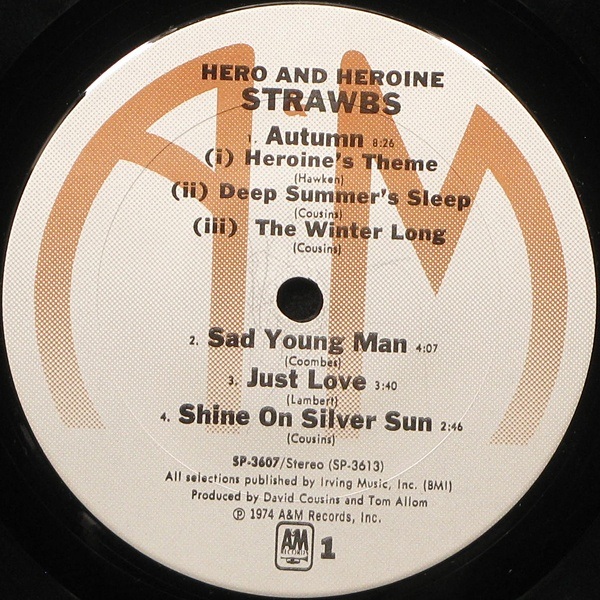 HERO AND HEROINE
STRAWBS
1. Autumn 8:26
(i) Heroine's Theme
(Hawken)
(ii) Deep Summer's Sleep
(Cousins)
(iii) The Winter Long
(Cousins)
2. Sad Young Man 4:07
(Coombes)
3. Just Love 3:40
(Lambert)
4. Shine On Silver Sun 2:46
(Cousins)
SP-3607/Stereo (SP-3613)
All selections published by Irving Music, Inc. (BMI)
Produced by David Cousins and Tom Allom
℗ 1974 A&M Records, Inc.
A&M
RECORDS
1
A&M